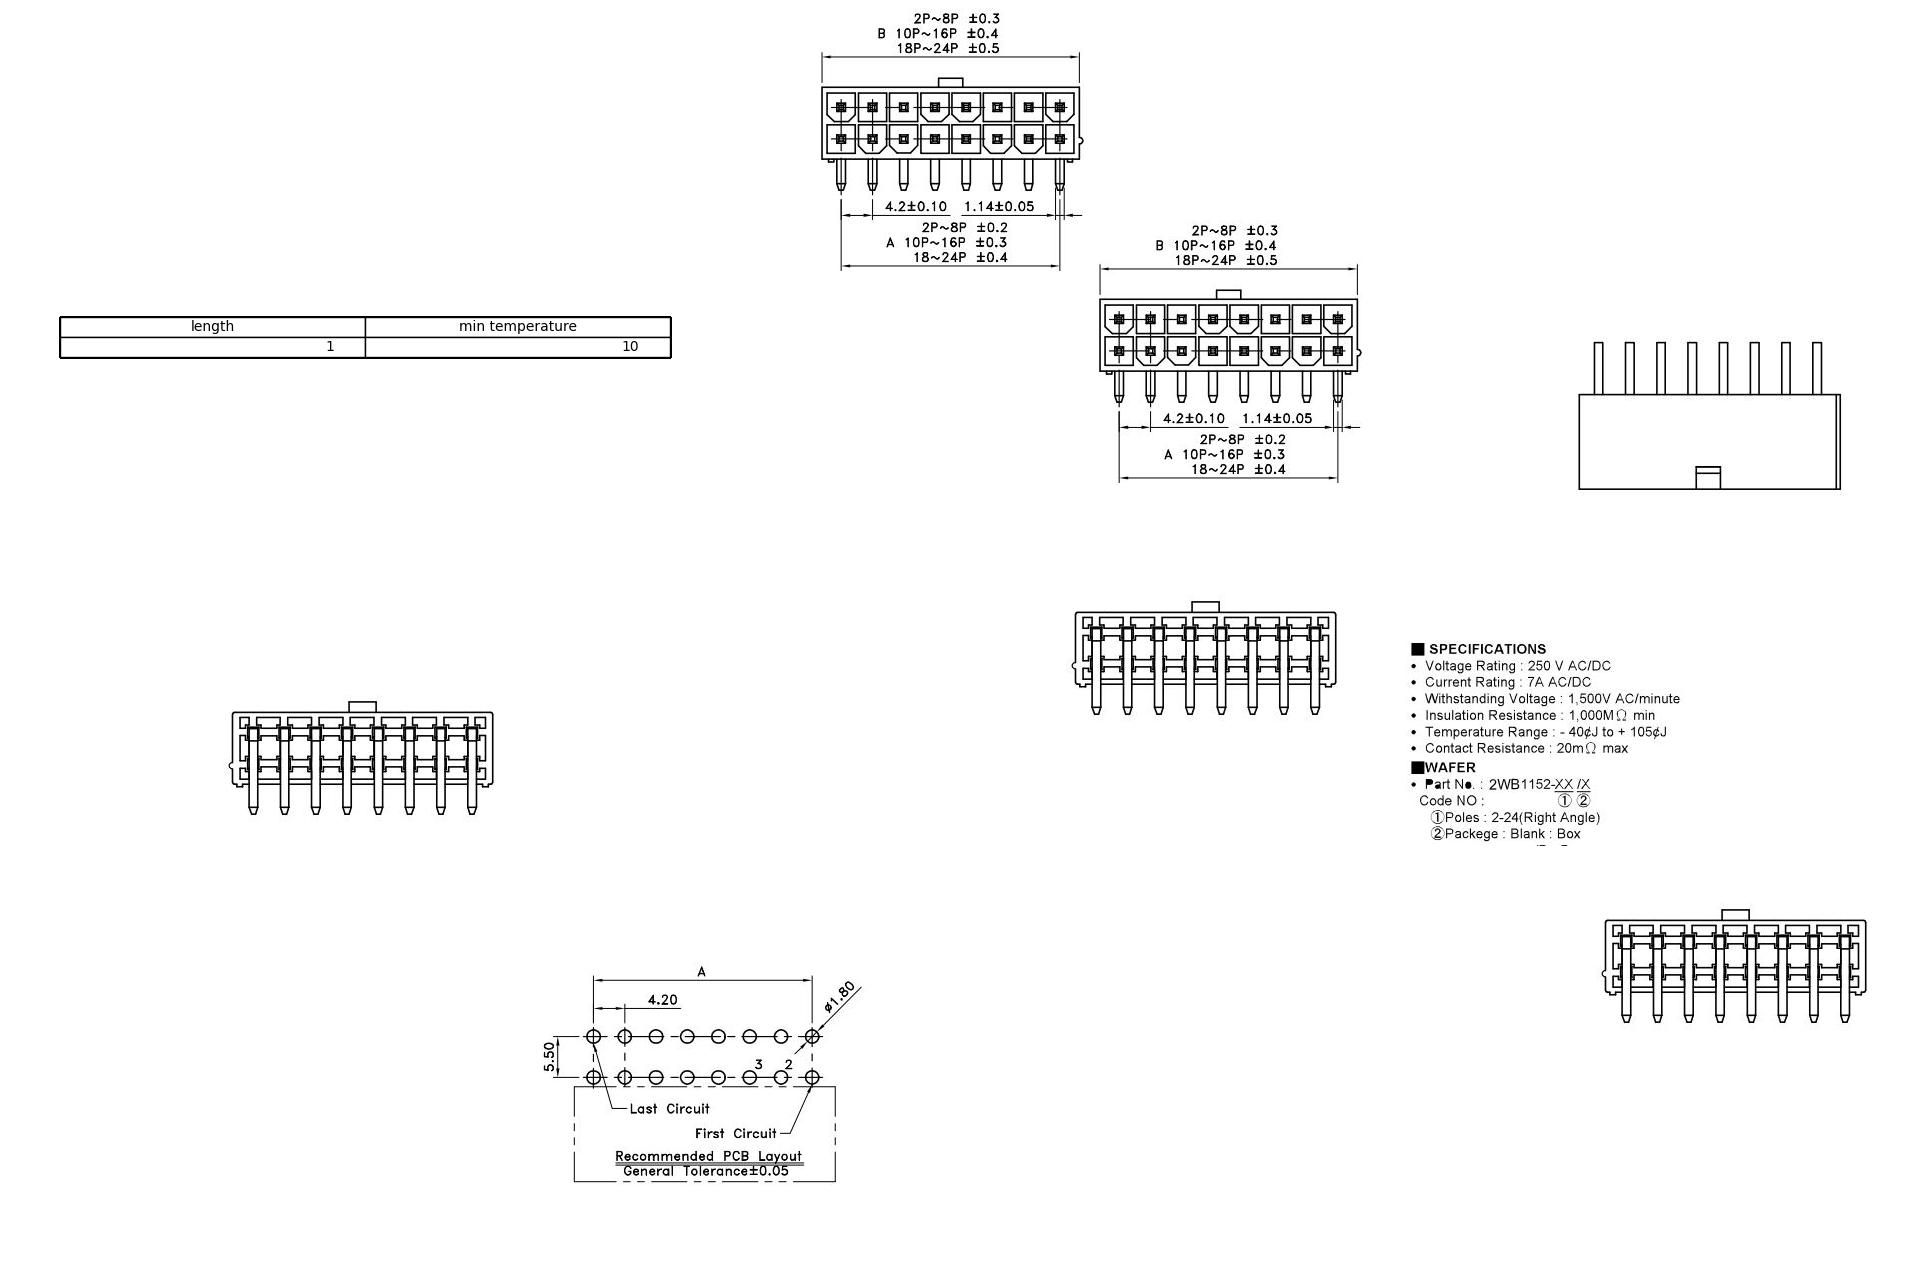 2P~8P ±0.3
B 10P~16P ±0.4
18P~24P ±0.5
4.2±0.10 1.14±0.05
2P~8P ±0.2
A 10P~16P ±0.3
18~24P ±0.4
2P~8P ±0.3
B 10P~16P ±0.4
18P~24P ±0.5
4.2±0.10 1.14±0.05
2P~8P ±0.2
A 10P~16P ±0.3
18~24P ±0.4
length min temperature
1 10
■ SPECIFICATIONS
• Voltage Rating : 250 V AC/DC
• Current Rating : 7A AC/DC
• Withstanding Voltage : 1,500V AC/minute
• Insulation Resistance : 1,000MΩ min
• Temperature Range : - 40¢J to + 105¢J
• Contact Resistance : 20mΩ max
■WAFER
• Part No. : 2WB1152-XX /X
Code NO : ① ②
①Poles : 2-24(Right Angle)
②Packege : Blank : Box
A
4.20
ø1.80
5.50
3 2
Last Circuit
First Circuit
Recommended PCB Layout
General Tolerance±0.05